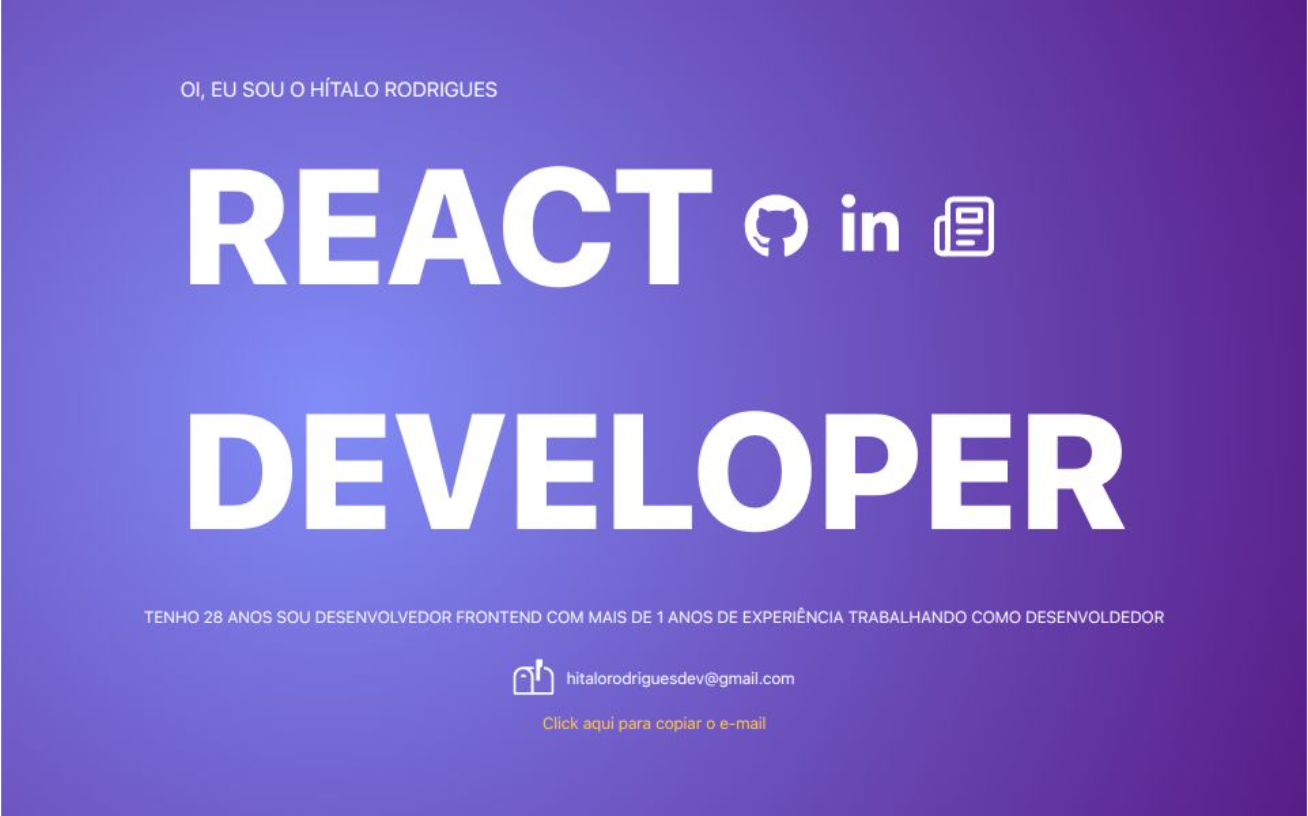 OI, EU SOU O HÍTALO RODRIGUES
REACT
in
DEVELOPER
TENHO 28 ANOS SOU DESENVOLVEDOR FRONTEND COM MAIS DE 1 ANOS DE EXPERIÊNCIA TRABALHANDO COMO DESENVOLDEDOR
hitalorodriguesdev@gmail.com
Click aqui para copiar o e-mail